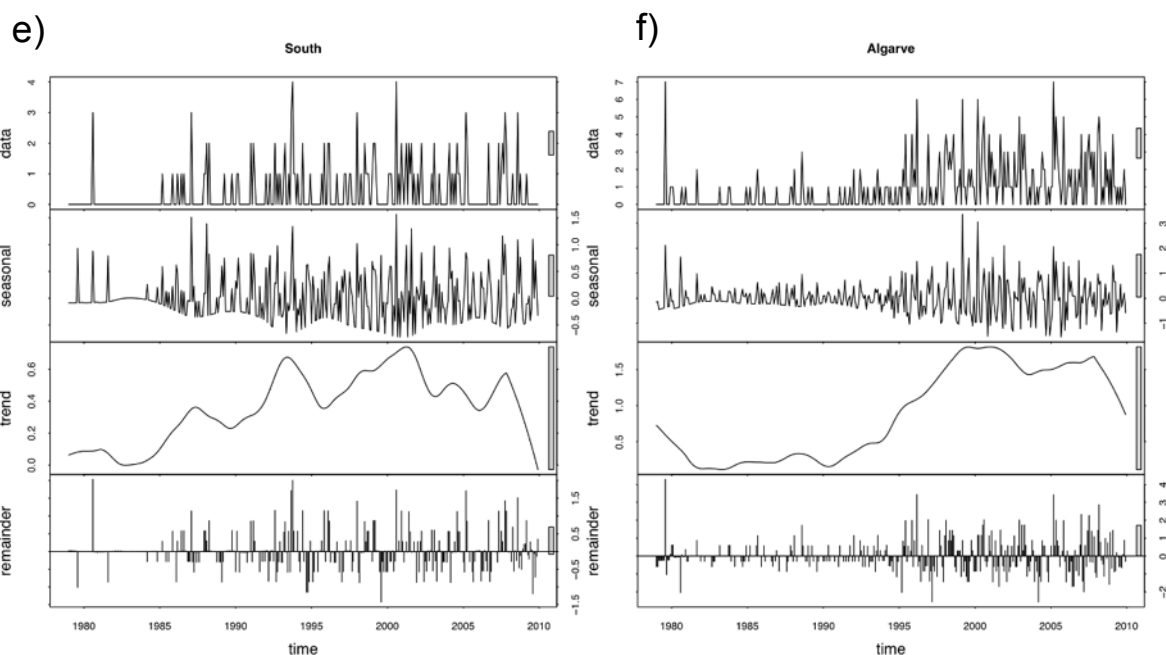 e)
South
data
0 1 2 3 4
seasonal
−0.5 0.0 0.5 1.0 1.5
trend
0.0 0.2 0.4 0.6
remainder
−1.5 −0.5 0.5 1.5
1980 1985 1990 1995 2000 2005 2010
time
f)
Algarve
data
0 1 2 3 4 5 6 7
seasonal
−1 0 1 2 3
trend
0.5 1.0 1.5
remainder
−2 0 1 2 3 4
1980 1985 1990 1995 2000 2005 2010
time